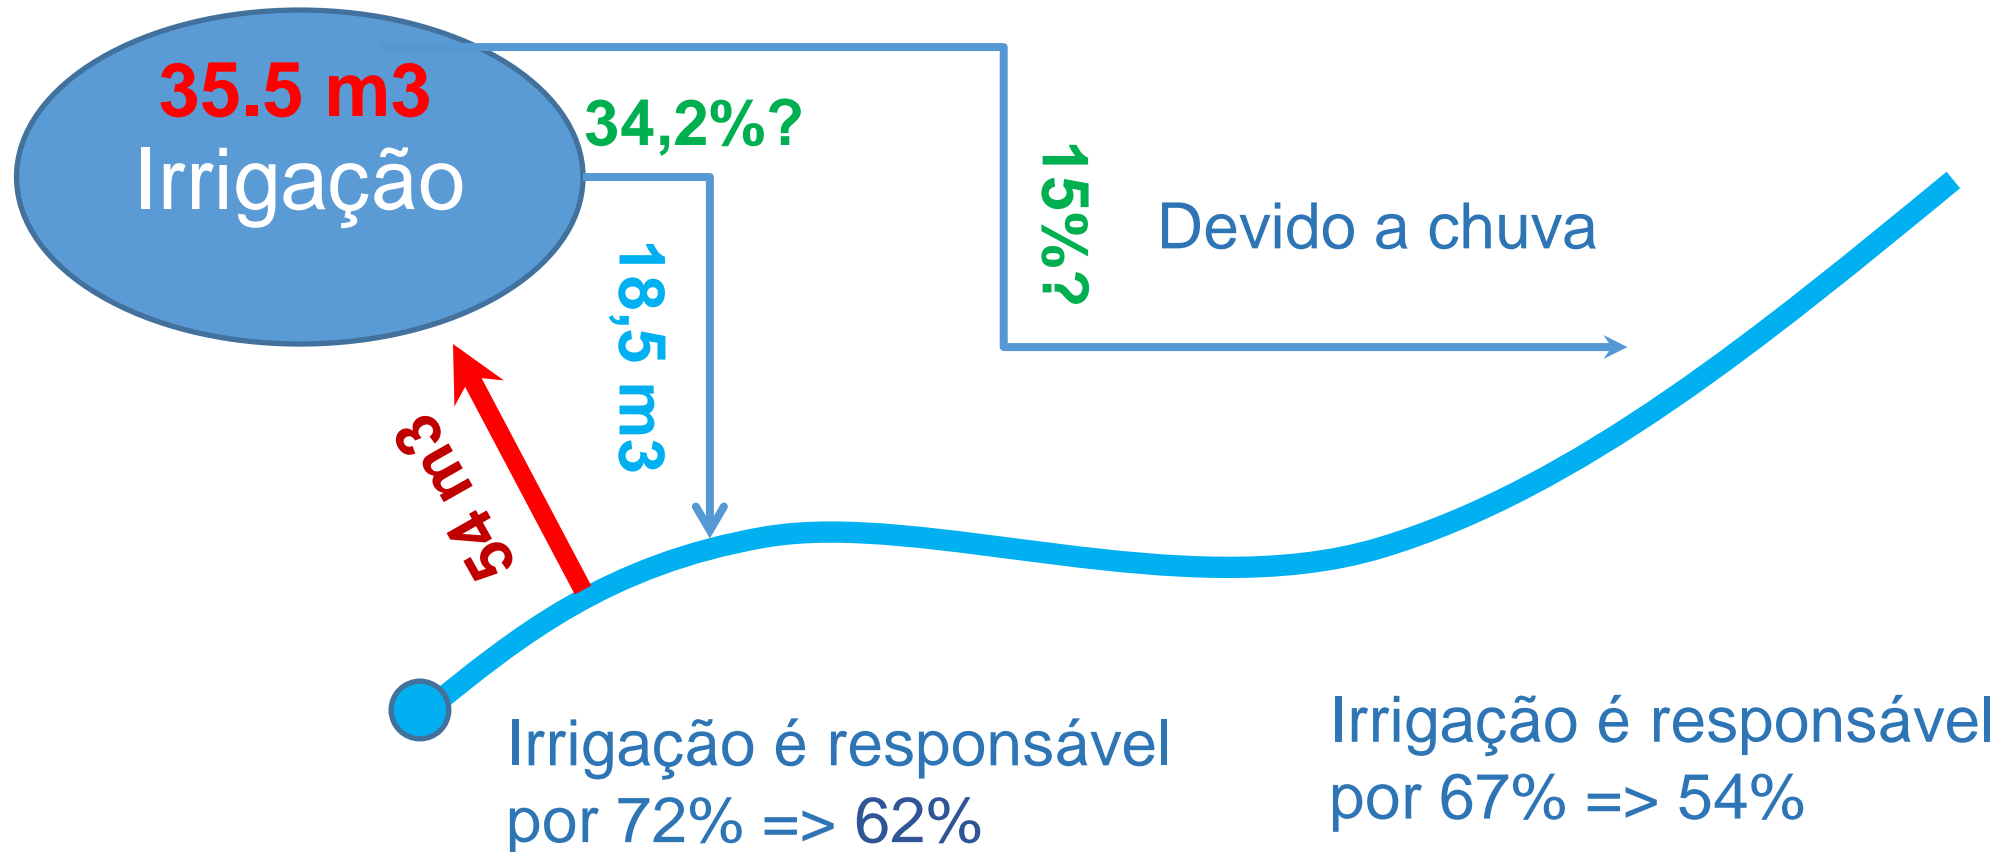 35.5 m3
Irrigação
34,2%?
18,5 m3
15%?
Devido a chuva
54 m3
Irrigação é responsável
por 72% => 62%
Irrigação é responsável
por 67% => 54%